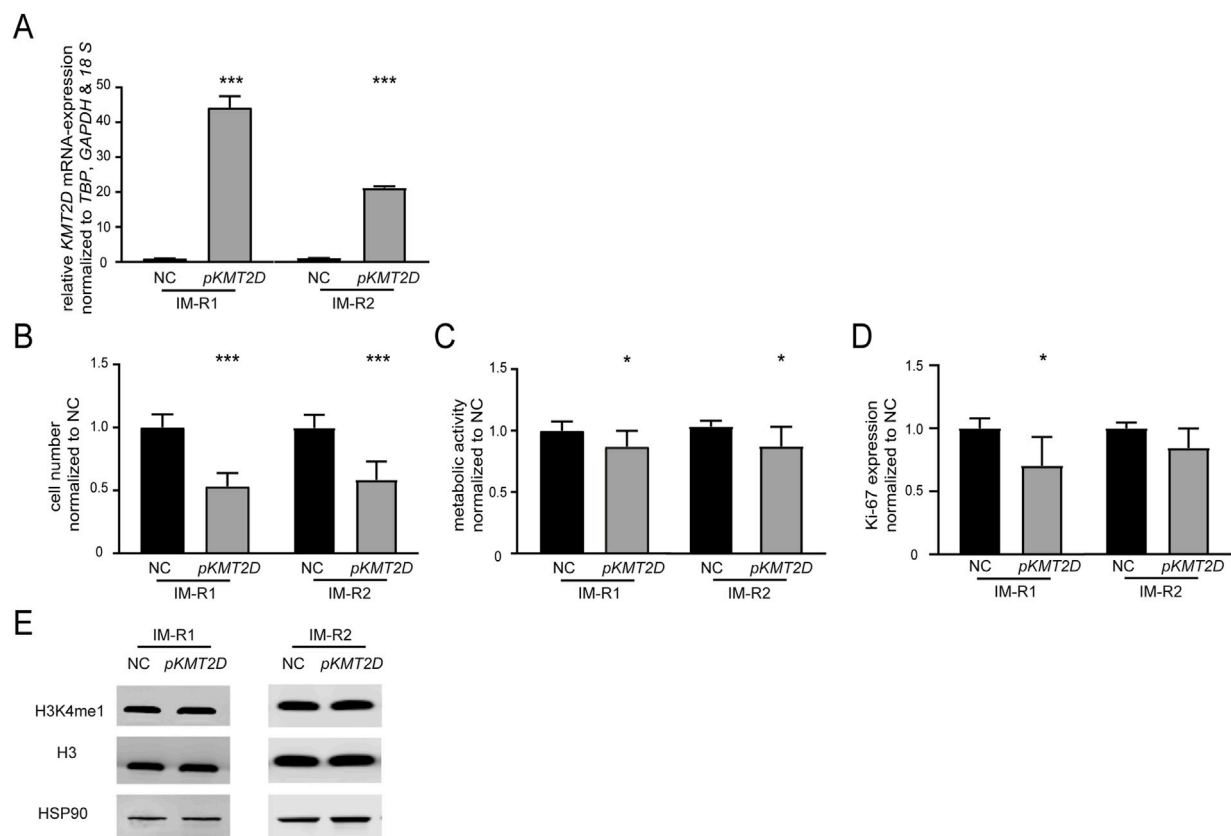 A
relative KMT2D mRNA-expression
normalized to TBP, GAPDH & 18 S
50
40
30
20
10
0
*** ***
NC pKMT2D NC pKMT2D
IM-R1 IM-R2
B
cell number
normalized to NC
1.5
1.0
0.5
0
*** ***
NC pKMT2D NC pKMT2D
IM-R1 IM-R2
C
metabolic activity
normalized to NC
1.5
1.0
0.5
0
* *
NC pKMT2D NC pKMT2D
IM-R1 IM-R2
D
Ki-67 expression
normalized to NC
1.5
1.0
0.5
0
*
NC pKMT2D NC pKMT2D
IM-R1 IM-R2
E
IM-R1 IM-R2
NC pKMT2D NC pKMT2D
H3K4me1
H3
HSP90